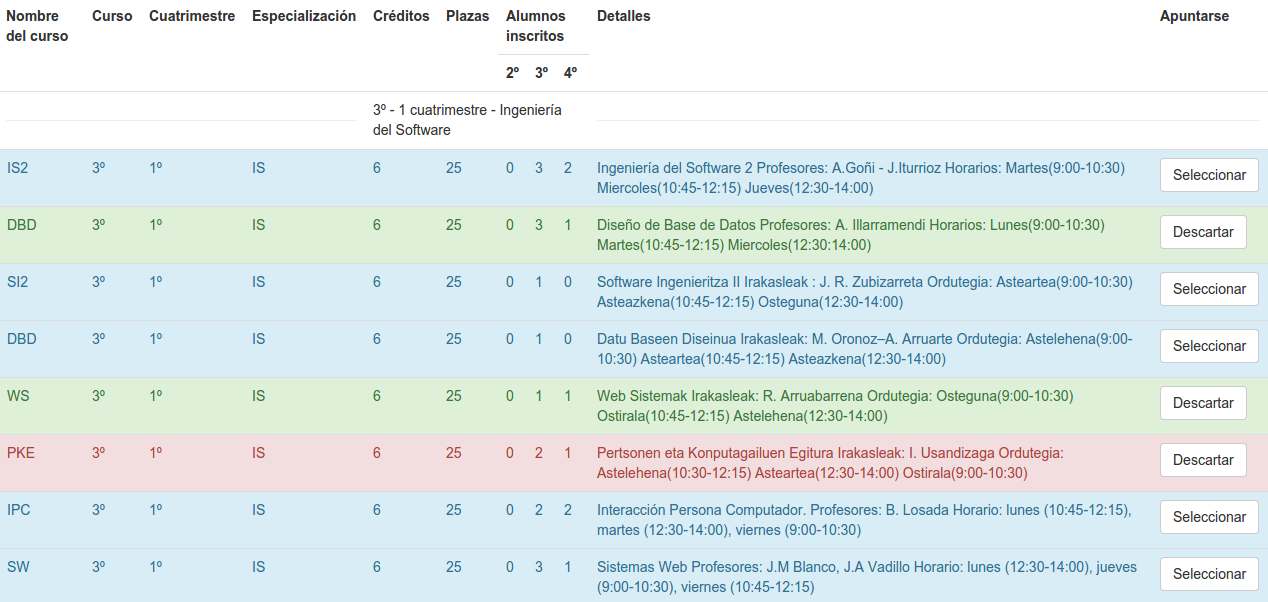 Nombre del curso Curso Cuatrimestre Especialización Créditos Plazas Alumnos inscritos Detalles Apuntarse
2º 3º 4º
3º - 1 cuatrimestre - Ingeniería
del Software
IS2 3º 1º IS 6 25 0 3 2 Ingeniería del Software 2 Profesores: A.Goñi - J.Iturrioz Horarios: Martes(9:00-10:30) Seleccionar
Miercoles(10:45-12:15) Jueves(12:30-14:00)
DBD 3º 1º IS 6 25 0 3 1 Diseño de Base de Datos Profesores: A. Illarramendi Horarios: Lunes(9:00-10:30) Descartar
Martes(10:45-12:15) Miercoles(12:30:14:00)
SI2 3º 1º IS 6 25 0 1 0 Software Ingenieritza II Irakasleak : J. R. Zubizarreta Ordutegia: Asteartea(9:00-10:30) Seleccionar
Asteazkena(10:45-12:15) Osteguna(12:30-14:00)
DBD 3º 1º IS 6 25 0 1 0 Datu Baseen Diseinua Irakasleak: M. Oronoz–A. Arruarte Ordutegia: Astelehena(9:00- Seleccionar
10:30) Asteartea(10:45-12:15) Asteazkena(12:30-14:00)
WS 3º 1º IS 6 25 0 1 1 Web Sistemak Irakasleak: R. Arruabarrena Ordutegia: Osteguna(9:00-10:30) Descartar
Ostirala(10:45-12:15) Astelehena(12:30-14:00)
PKE 3º 1º IS 6 25 0 2 1 Pertsonen eta Konputagailuen Egitura Irakasleak: I. Usandizaga Ordutegia: Descartar
Astelehena(10:30-12:15) Asteartea(12:30-14:00) Ostirala(9:00-10:30)
IPC 3º 1º IS 6 25 0 2 2 Interacción Persona Computador. Profesores: B. Losada Horario: lunes (10:45-12:15), Seleccionar
martes (12:30-14:00), viernes (9:00-10:30)
SW 3º 1º IS 6 25 0 3 1 Sistemas Web Profesores: J.M Blanco, J.A Vadillo Horario: lunes (12:30-14:00), jueves Seleccionar
(9:00-10:30), viernes (10:45-12:15)